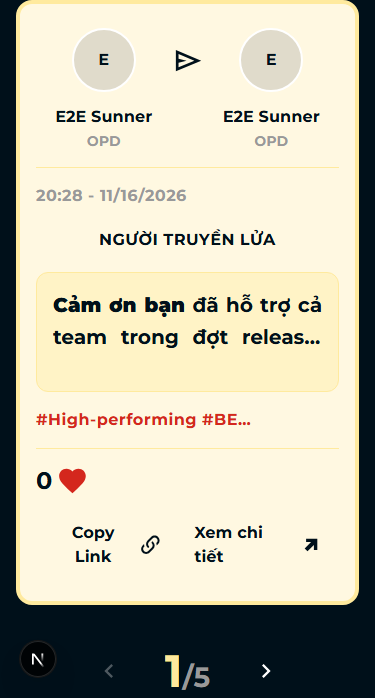 E E
E2E Sunner E2E Sunner
OPD OPD
20:28 - 11/16/2026
NGƯỜI TRUYỀN LỬA
Cảm ơn bạn đã hỗ trợ cả
team trong đợt releas...
#High-performing #BE...
0
Copy Xem chi
Link tiết
N
1/5